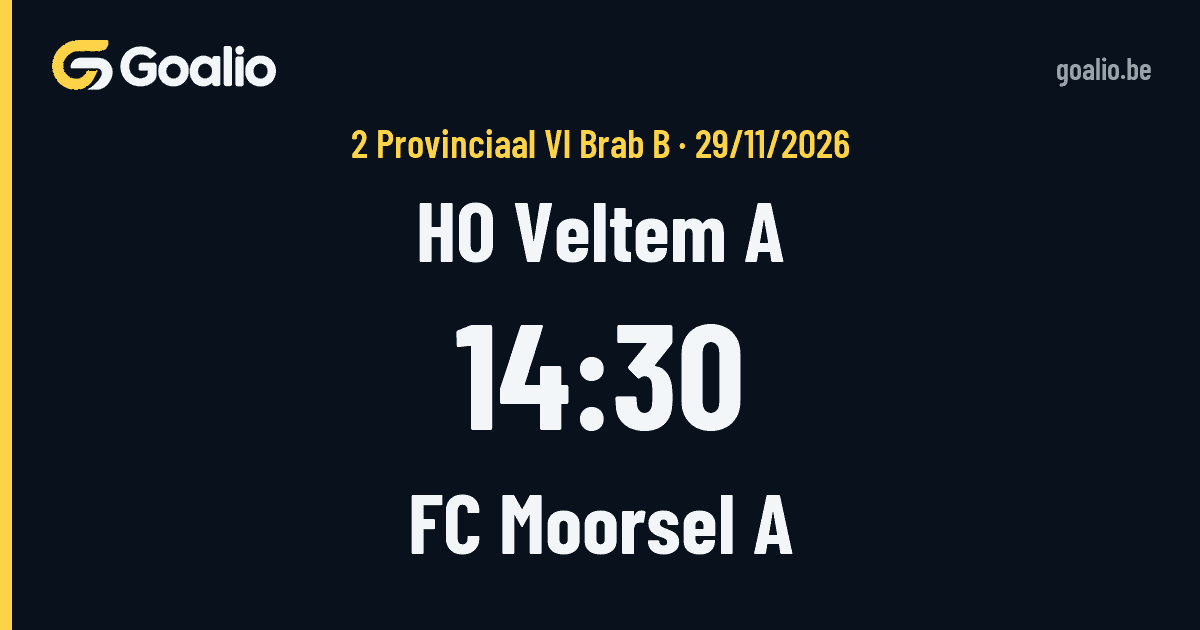 Goalio
goalio.be
2 Provinciaal Vl Brab B · 29/11/2026
HO Veltem A
14:30
FC Moorsel A